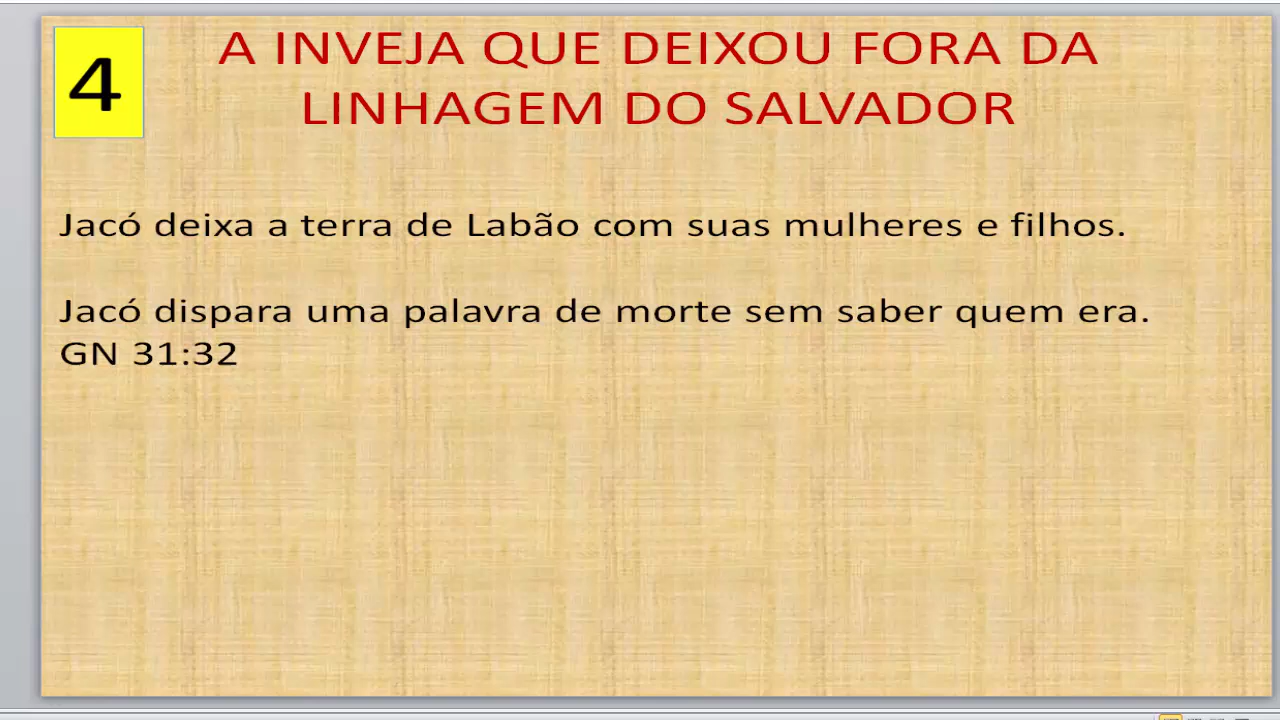 4
A INVEJA QUE DEIXOU FORA DA
LINHAGEM DO SALVADOR
Jacó deixa a terra de Labão com suas mulheres e filhos.
Jacó dispara uma palavra de morte sem saber quem era.
GN 31:32